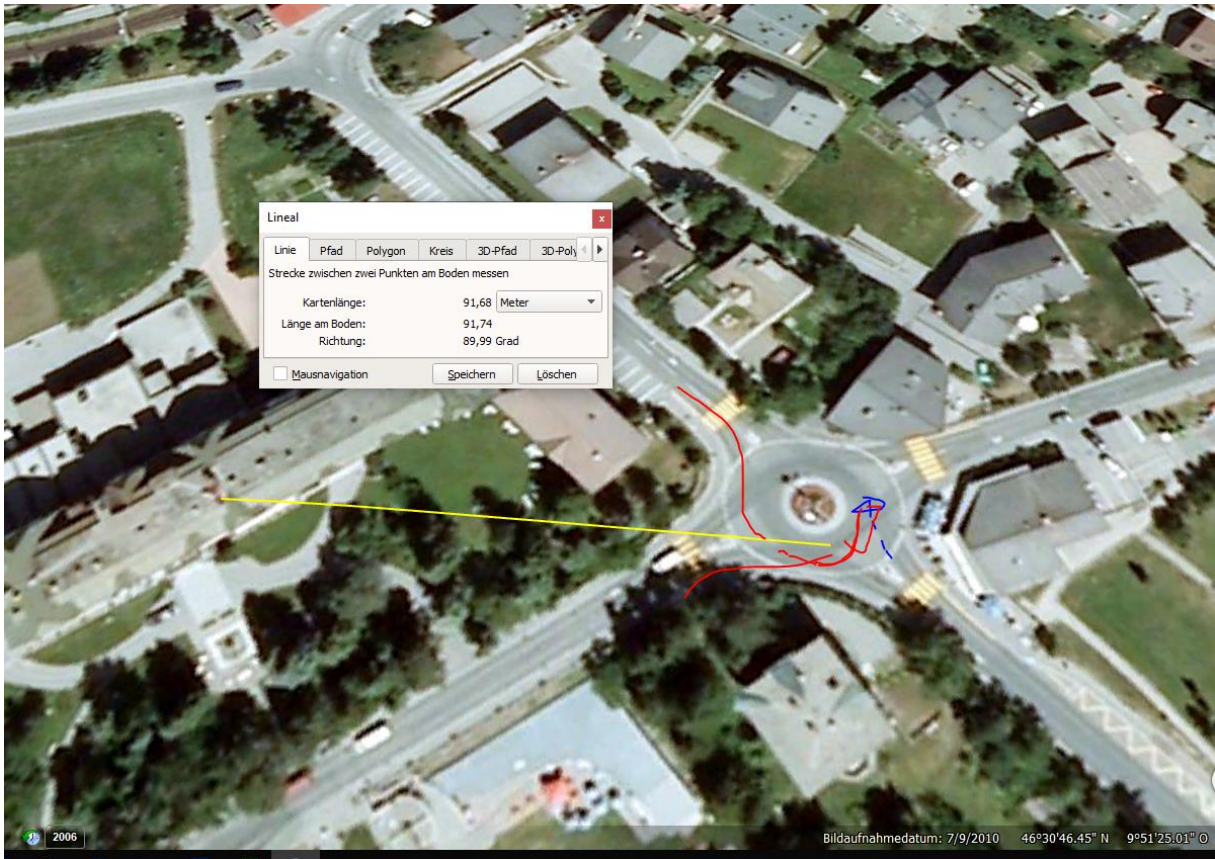 Lineal
x
Linie Pfad Polygon Kreis 3D-Pfad 3D-Poly
Strecke zwischen zwei Punkten am Boden messen
Kartenlänge: 91,68 Meter
Länge am Boden: 91,74
Richtung: 89,99 Grad
Mausnavigation Speichern Löschen
2006 Bildaufnahmedatum: 7/9/2010 46°30'46.45" N 9°51'25.01" O